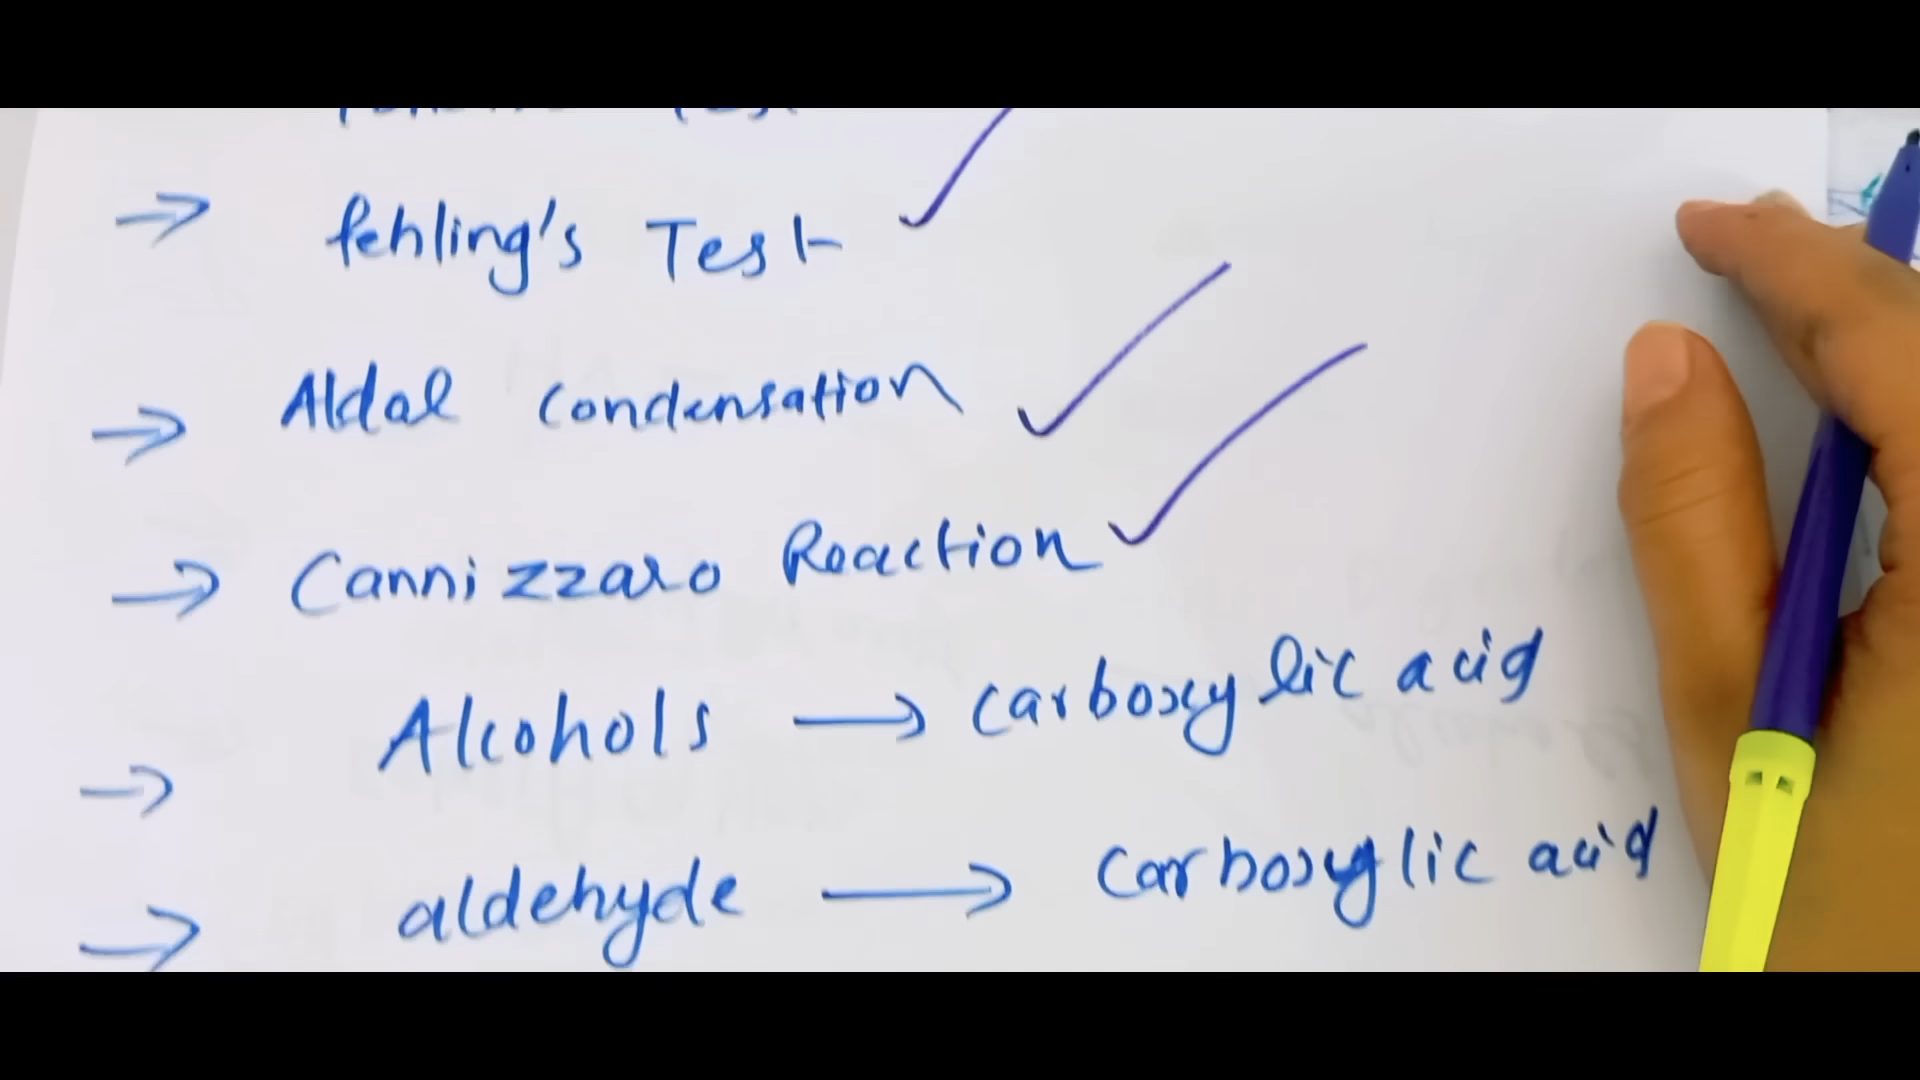 → fehling's Test ✓
→ Aldal condensation ✓
→ Cannizzaro Reaction ✓
→ Alcohols → carboxylic acid
→ aldehyde → carboxylic acid